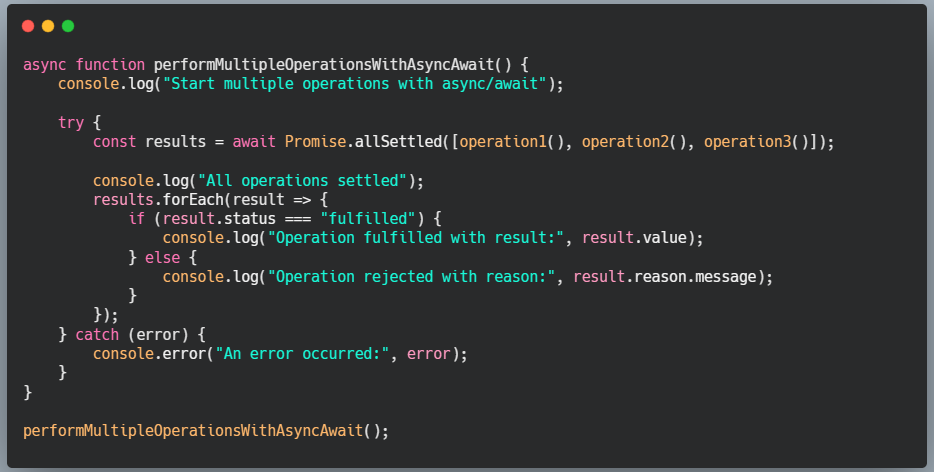 async function performMultipleOperationsWithAsyncAwait() {
    console.log("Start multiple operations with async/await");

    try {
        const results = await Promise.allSettled([operation1(), operation2(), operation3()]);

        console.log("All operations settled");
        results.forEach(result => {
            if (result.status === "fulfilled") {
                console.log("Operation fulfilled with result:", result.value);
            } else {
                console.log("Operation rejected with reason:", result.reason.message);
            }
        });
    } catch (error) {
        console.error("An error occurred:", error);
    }
}

performMultipleOperationsWithAsyncAwait();